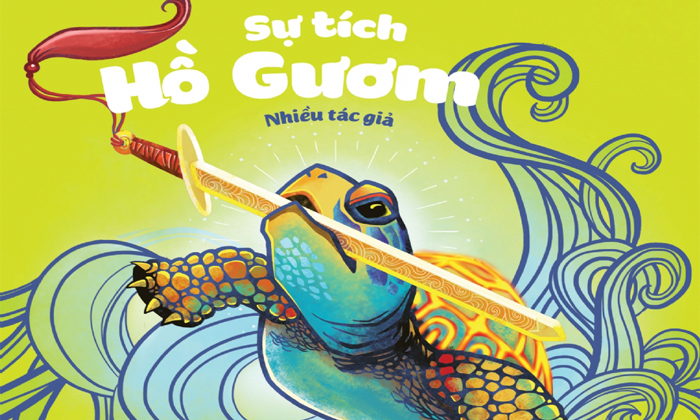 Sự tích
Hồ Gươm
Nhiều tác giả